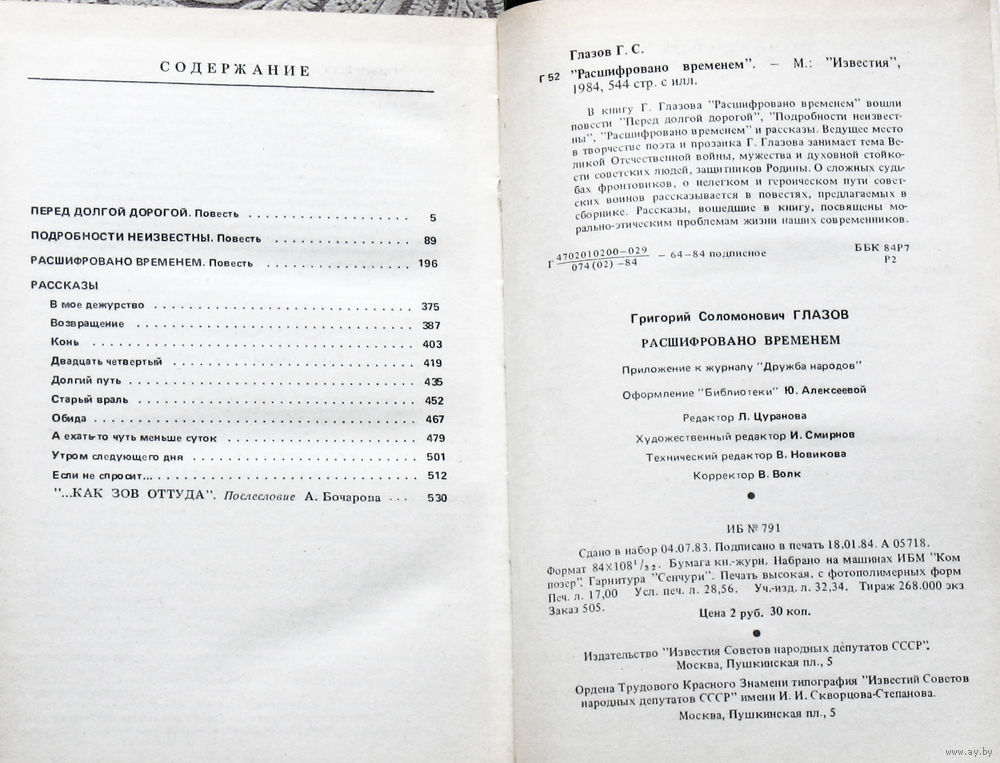 СОДЕРЖАНИЕ
ПЕРЕД ДОЛГОЙ ДОРОГОЙ. Повесть . . . . . . . . . . . . . . . . . . 5
ПОДРОБНОСТИ НЕИЗВЕСТНЫ. Повесть . . . . . . . . . . . . . . . 89
РАСШИФРОВАНО ВРЕМЕНЕМ. Повесть . . . . . . . . . . . . . . . . 196
РАССКАЗЫ
В мое дежурство . . . . . . . . . . . . . . . . . . . . . . . . . . 375
Возвращение . . . . . . . . . . . . . . . . . . . . . . . . . . . . 387
Конь . . . . . . . . . . . . . . . . . . . . . . . . . . . . . . . . 403
Двадцать четвертый . . . . . . . . . . . . . . . . . . . . . . . . 419
Долгий путь . . . . . . . . . . . . . . . . . . . . . . . . . . . . 435
Старый враль . . . . . . . . . . . . . . . . . . . . . . . . . . . 452
Обида . . . . . . . . . . . . . . . . . . . . . . . . . . . . . . . 467
А ехать-то чуть меньше суток . . . . . . . . . . . . . . . . . . . 479
Утром следующего дня . . . . . . . . . . . . . . . . . . . . . . . 501
Если не спросит... . . . . . . . . . . . . . . . . . . . . . . . . . 512
"...КАК ЗОВ ОТТУДА". Послесловие А. Бочарова . . . 530
Глазов Г. С.
Г 52 "Расшифровано временем". – М.: "Известия",
1984, 544 стр. с илл.
В книгу Г. Глазова "Расшифровано временем" вошли
повести "Перед долгой дорогой", "Подробности неизвест-
ны", "Расшифровано временем" и рассказы. Ведущее место
в творчестве поэта и прозаика Г. Глазова занимает тема Ве-
ликой Отечественной войны, мужества и духовной стойко-
сти советских людей, защитников Родины. О сложных судь-
бах фронтовиков, о нелегком и героическом пути совет-
ских воинов рассказывается в повестях, предлагаемых в
сборнике. Рассказы, вошедшие в книгу, посвящены мо-
рально-этическим проблемам жизни наших современников.
Г 4702010200–029
074(02) –84 – 64–84 подписное
ББК 84Р7
Р2
Григорий Соломонович ГЛАЗОВ
РАСШИФРОВАНО ВРЕМЕНЕМ
Приложение к журналу "Дружба народов"
Оформление "Библиотеки" Ю. Алексеевой
Редактор Л. Цуранова
Художественный редактор И. Смирнов
Технический редактор В. Новикова
Корректор В. Волк
ИБ № 791
Сдано в набор 04.07.83. Подписано в печать 18.01.84. А 05718.
Формат 84X108 1/32. Бумага кн.-журн. Набрано на машинах ИБМ "Ком
позер". Гарнитура "Сенчури". Печать высокая, с фотополимерных форм
Печ. л. 17,00 Усл. печ. л. 28,56. Уч.-изд. л. 32,34. Тираж 268.000 экз
Заказ 505.
Цена 2 руб. 30 коп.
Издательство "Известия Советов народных депутатов СССР".
Москва, Пушкинская пл., 5
Ордена Трудового Красного Знамени типография "Известий Советов
народных депутатов СССР" имени И. И. Скворцова-Степанова.
Москва, Пушкинская пл., 5
www.ay.by